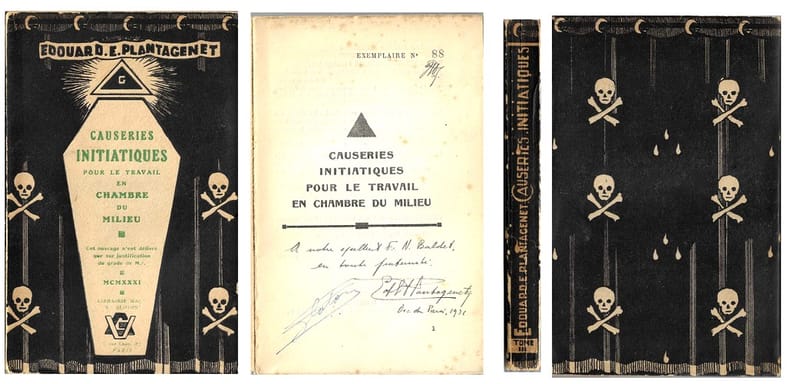 EDOUARD.E.PLANTAGENET
G
CAUSERIES
INITIATIQUES
POUR LE TRAVAIL
EN
CHAMBRE
DU
MILIEU
Cet ouvrage n'est délivré
que sur justification
du grade de M∴
MCMXXXI
PARIS
EXEMPLAIRE N° 88
CAUSERIES
INITIATIQUES
POUR LE TRAVAIL
EN CHAMBRE DU MILIEU
A notre excellent F. N. Baldet,
en toute fraternité.
Ed E Plantagenet
Or. de Paris, 1931
1
EDOUARD.E.PLANTAGENET CAUSERIES INITIATIQUES
TOME
III